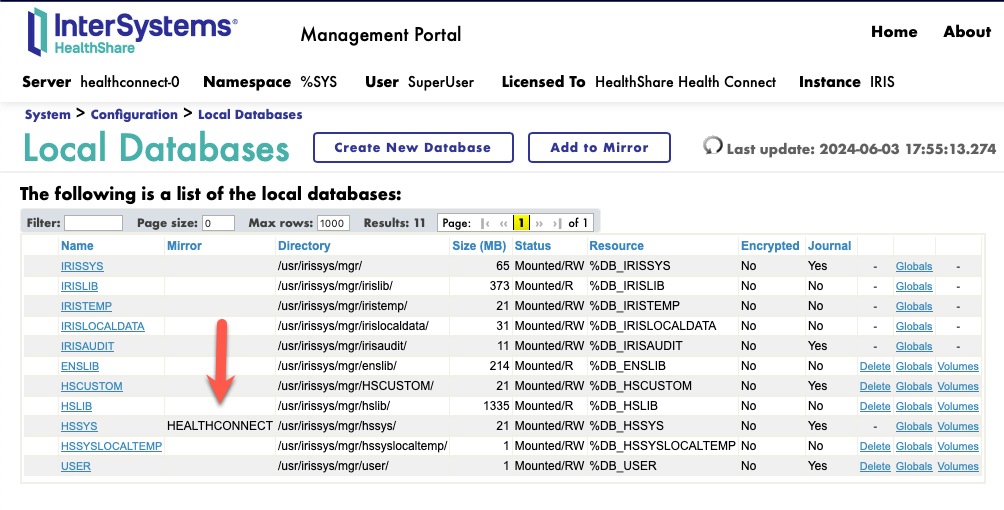 InterSystems®
HealthShare
Management Portal
Home About
Server healthconnect-0 Namespace %SYS User SuperUser Licensed To HealthShare Health Connect Instance IRIS
System > Configuration > Local Databases
Local Databases Create New Database Add to Mirror Last update: 2024-06-03 17:55:13.274
The following is a list of the local databases:
Filter: Page size: 0 Max rows: 1000 Results: 11 Page: |‹ ‹‹ 1 ›› ›| of 1
Name Mirror Directory Size (MB) Status Resource Encrypted Journal
IRISSYS /usr/irissys/mgr/ 65 Mounted/RW %DB_IRISSYS No Yes - Globals -
IRISLIB /usr/irissys/mgr/irislib/ 373 Mounted/R %DB_IRISLIB No No - Globals -
IRISTEMP /usr/irissys/mgr/iristemp/ 21 Mounted/RW %DB_IRISTEMP No No - Globals -
IRISLOCALDATA /usr/irissys/mgr/irislocaldata/ 31 Mounted/RW %DB_IRISLOCALDATA No No - Globals -
IRISAUDIT /usr/irissys/mgr/irisaudit/ 11 Mounted/RW %DB_IRISAUDIT No Yes - Globals -
ENSLIB /usr/irissys/mgr/enslib/ 214 Mounted/R %DB_ENSLIB No No Delete Globals Volumes
HSCUSTOM /usr/irissys/mgr/HSCUSTOM/ 21 Mounted/RW %DB_HSCUSTOM No Yes Delete Globals Volumes
HSLIB /usr/irissys/mgr/hslib/ 1335 Mounted/R %DB_HSLIB No No Delete Globals Volumes
HSSYS HEALTHCONNECT /usr/irissys/mgr/hssys/ 21 Mounted/RW %DB_HSSYS No Yes - Globals Volumes
HSSYSLOCALTEMP /usr/irissys/mgr/hssyslocaltemp/ 1 Mounted/RW %DB_HSSYSLOCALTEMP No No Delete Globals Volumes
USER /usr/irissys/mgr/user/ 1 Mounted/RW %DB_USER No Yes Delete Globals Volumes